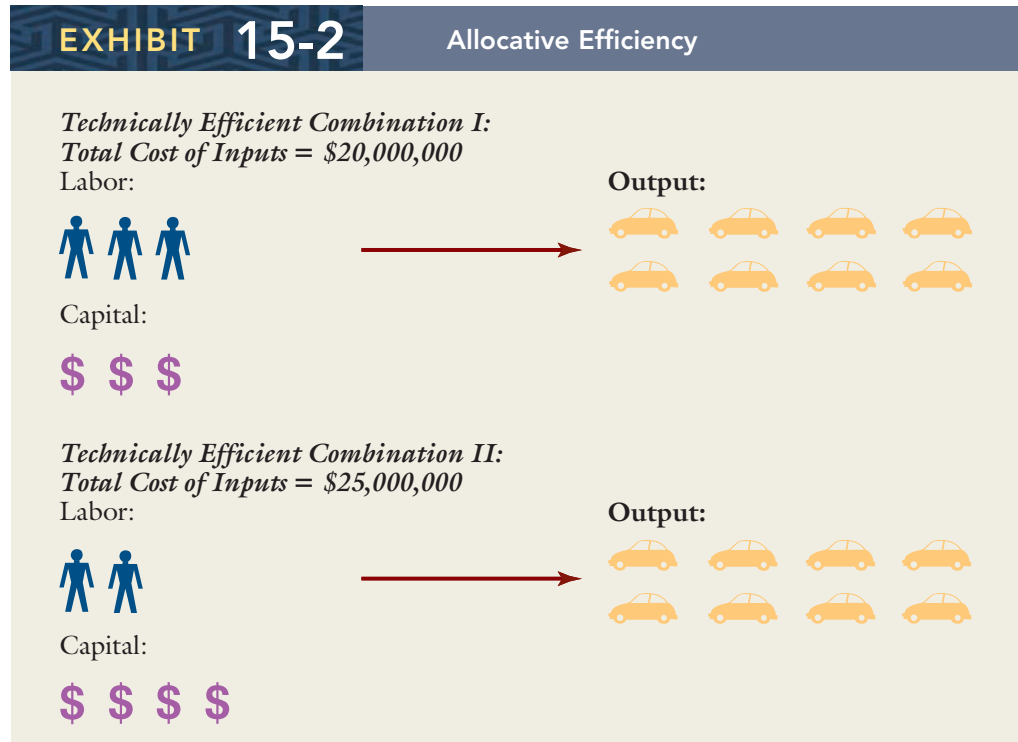 EXHIBIT 15-2 Allocative Efficiency
Technically Efficient Combination I:
Total Cost of Inputs = $20,000,000
Labor:
Output:
Capital:
$ $ $
Technically Efficient Combination II:
Total Cost of Inputs = $25,000,000
Labor:
Output:
Capital:
$ $ $ $